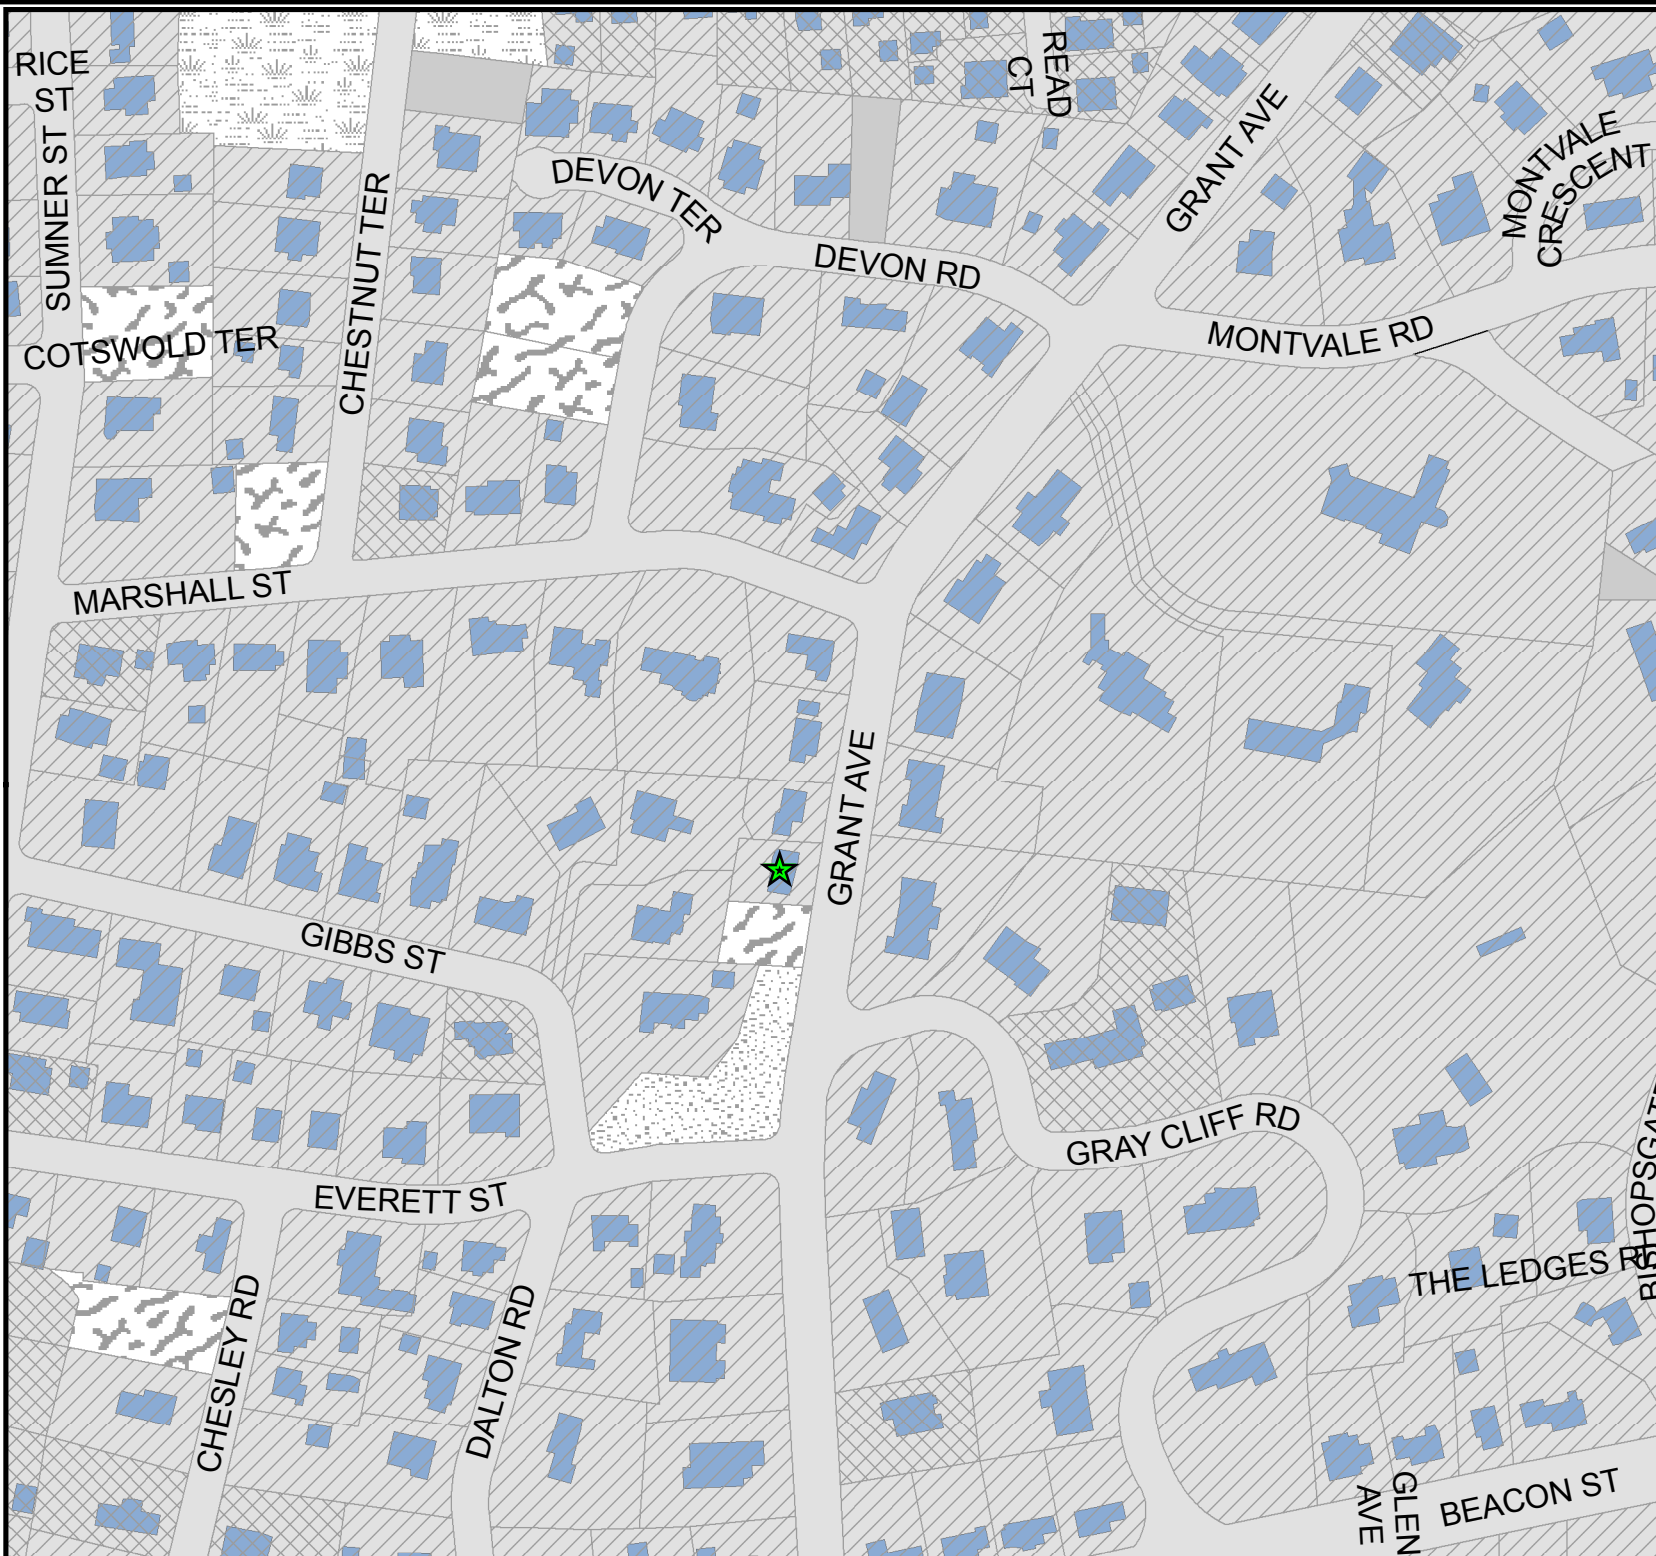 RICE
ST
SUMNER ST
COTSWOLD TER
CHESTNUT TER
DEVON TER
DEVON RD
READ
CT
GRANT AVE
MONTVALE
CRESCENT
MONTVALE RD
MARSHALL ST
GRANT AVE
GIBBS ST
EVERETT ST
GRAY CLIFF RD
CHESLEY RD
DALTON RD
THE LEDGES R
BISHOPSGATE
GLEN
AVE
BEACON ST